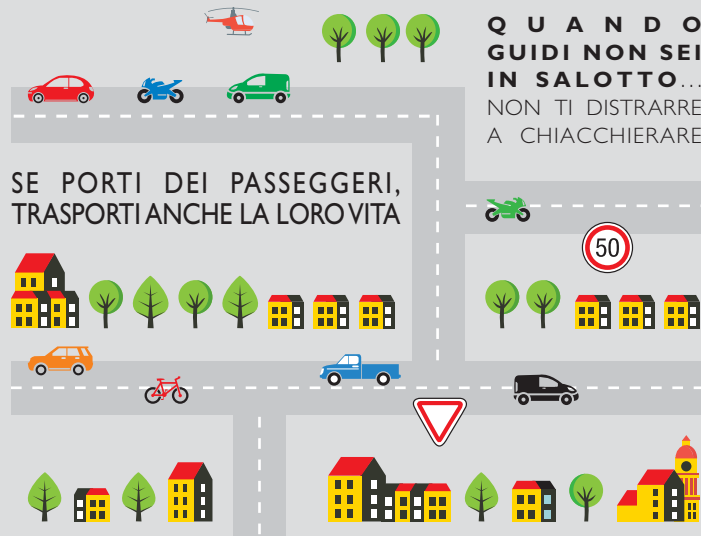 QUANDO
GUIDI NON SEI
IN SALOTTO...
NON TI DISTRARRE
A CHIACCHIERARE
SE PORTI DEI PASSEGGERI,
TRASPORTI ANCHE LA LORO VITA
50